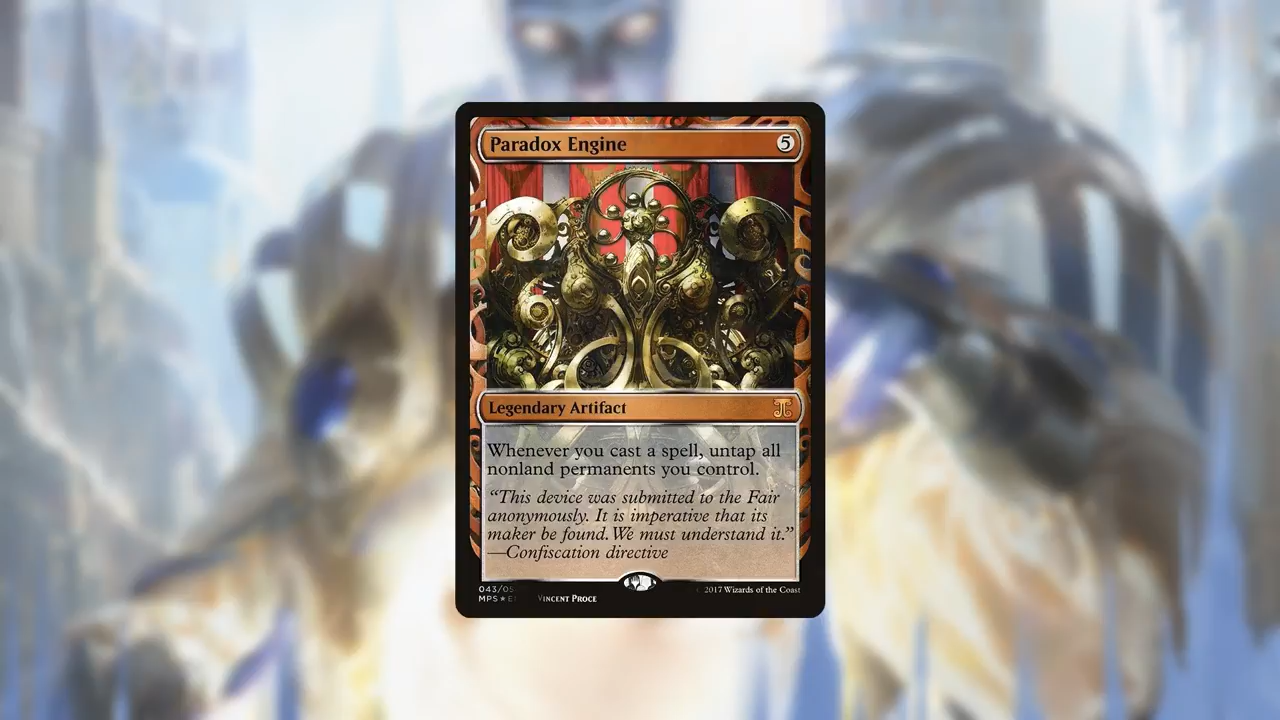 Paradox Engine 5
Legendary Artifact
Whenever you cast a spell, untap all
nonland permanents you control.
“This device was submitted to the Fair
anonymously. It is imperative that its
maker be found. We must understand it.”
—Confiscation directive
043/05
MPS ★ E
VINCENT PROCE
2017 Wizards of the Coast